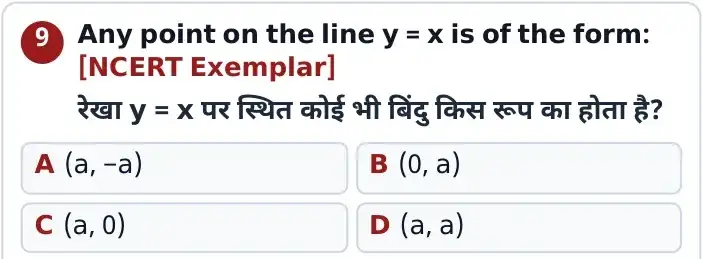 9 Any point on the line y = x is of the form:
[NCERT Exemplar]
रेखा y = x पर स्थित कोई भी बिंदु किस रूप का होता है?
A (a, −a) B (0, a)
C (a, 0) D (a, a)